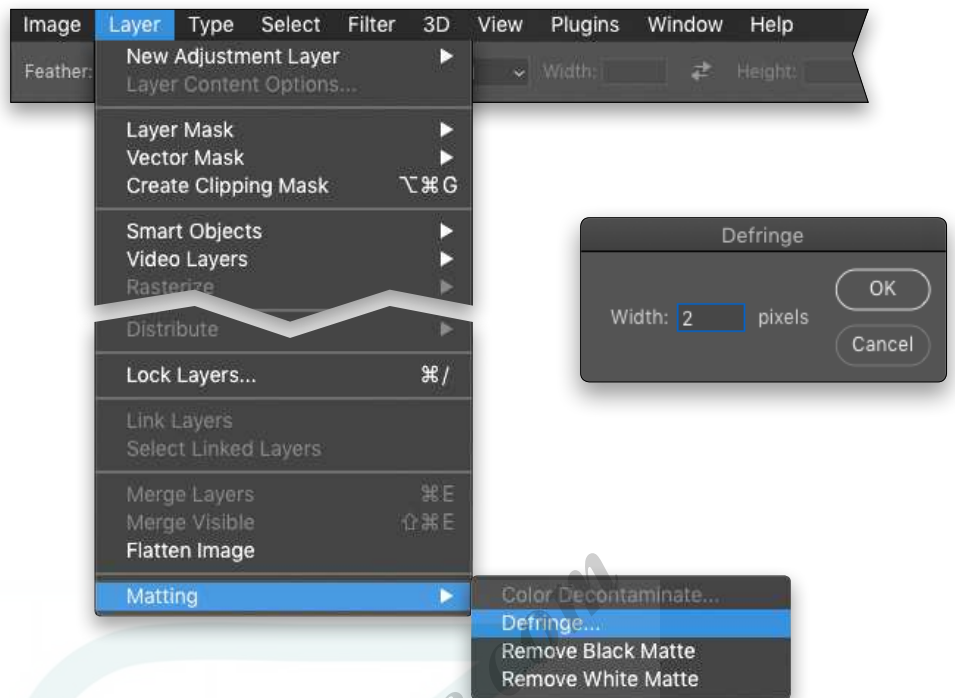 Image Layer Type Select Filter 3D View Plugins Window Help
Feather: Width: Height:
New Adjustment Layer
Layer Content Options...
Layer Mask
Vector Mask
Create Clipping Mask ⌥⌘G
Smart Objects
Video Layers
Rasterize
Distribute
Lock Layers... ⌘/
Link Layers
Select Linked Layers
Merge Layers ⌘E
Merge Visible ⇧⌘E
Flatten Image
Matting
Color Decontaminate...
Defringe...
Remove Black Matte
Remove White Matte
Defringe
Width: 2 pixels
OK
Cancel
com